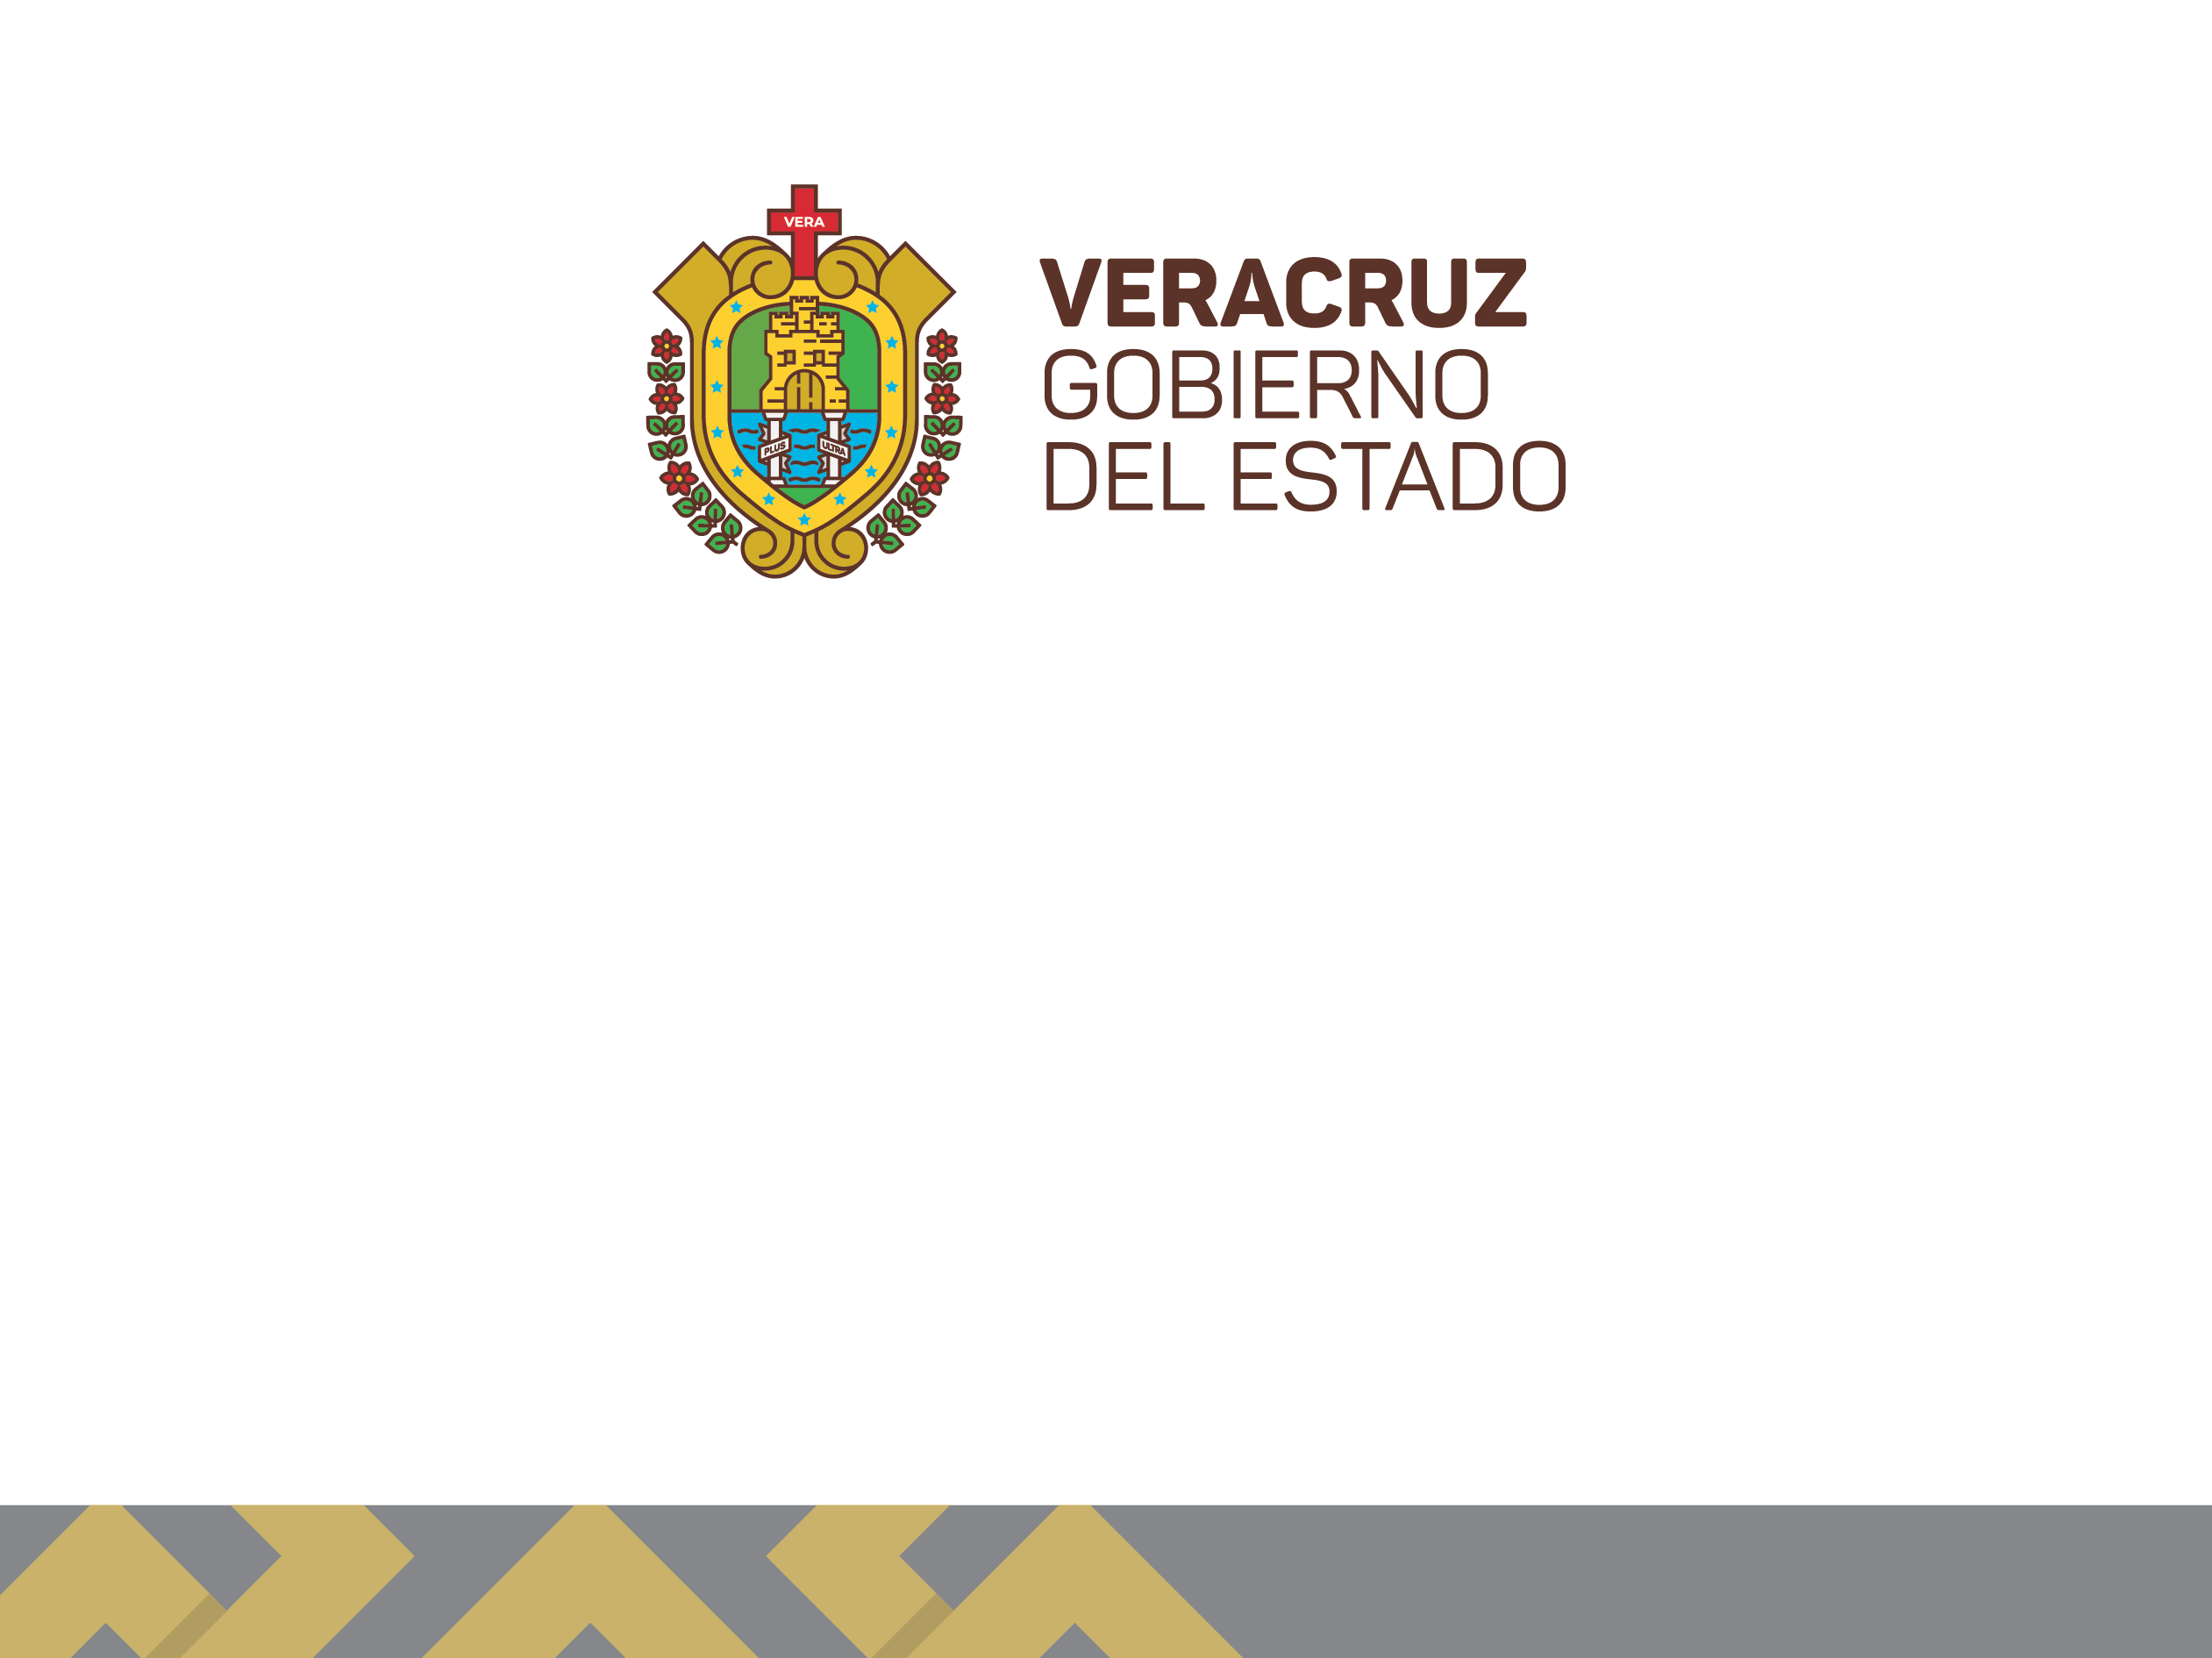 VERA
VERACRUZ
GOBIERNO
DEL ESTADO
PLUS ULTRA